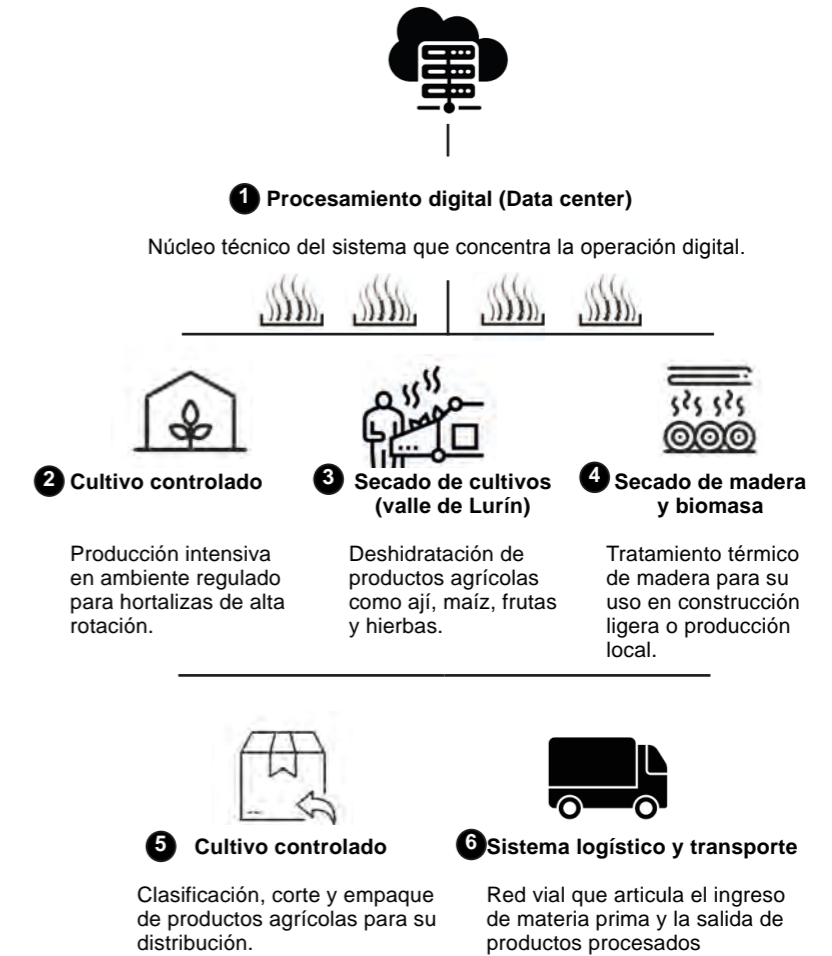 1 Procesamiento digital (Data center)
Núcleo técnico del sistema que concentra la operación digital.
2 Cultivo controlado
Producción intensiva
en ambiente regulado
para hortalizas de alta
rotación.
3 Secado de cultivos
(valle de Lurín)
Deshidratación de
productos agrícolas
como ají, maíz, frutas
y hierbas.
4 Secado de madera
y biomasa
Tratamiento térmico
de madera para su
uso en construcción
ligera o producción
local.
5 Cultivo controlado
Clasificación, corte y empaque
de productos agrícolas para su
distribución.
6 Sistema logístico y transporte
Red vial que articula el ingreso
de materia prima y la salida de
productos procesados